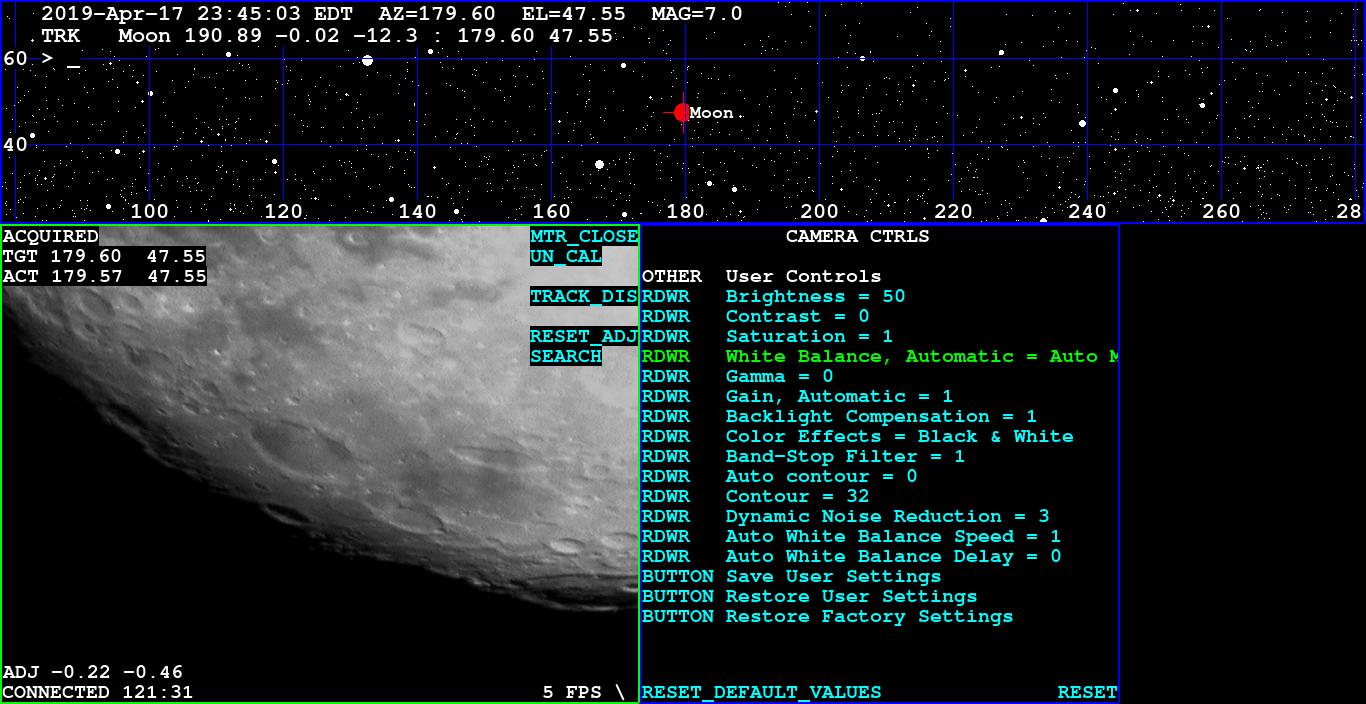 2019-Apr-17 23:45:03 EDT  AZ=179.60  EL=47.55  MAG=7.0
TRK   Moon 190.89 -0.02 -12.3 : 179.60 47.55
60 > _
Moon
40
100 120 140 160 180 200 220 240 260 28
ACQUIRED
TGT 179.60  47.55
ACT 179.57  47.55
MTR_CLOSE
UN_CAL
TRACK_DIS
RESET_ADJ
SEARCH
ADJ -0.22 -0.46
CONNECTED 121:31
5 FPS \
CAMERA CTRLS
OTHER  User Controls
RDWR   Brightness = 50
RDWR   Contrast = 0
RDWR   Saturation = 1
RDWR   White Balance, Automatic = Auto M
RDWR   Gamma = 0
RDWR   Gain, Automatic = 1
RDWR   Backlight Compensation = 1
RDWR   Color Effects = Black & White
RDWR   Band-Stop Filter = 1
RDWR   Auto contour = 0
RDWR   Contour = 32
RDWR   Dynamic Noise Reduction = 3
RDWR   Auto White Balance Speed = 1
RDWR   Auto White Balance Delay = 0
BUTTON Save User Settings
BUTTON Restore User Settings
BUTTON Restore Factory Settings
RESET_DEFAULT_VALUES RESET